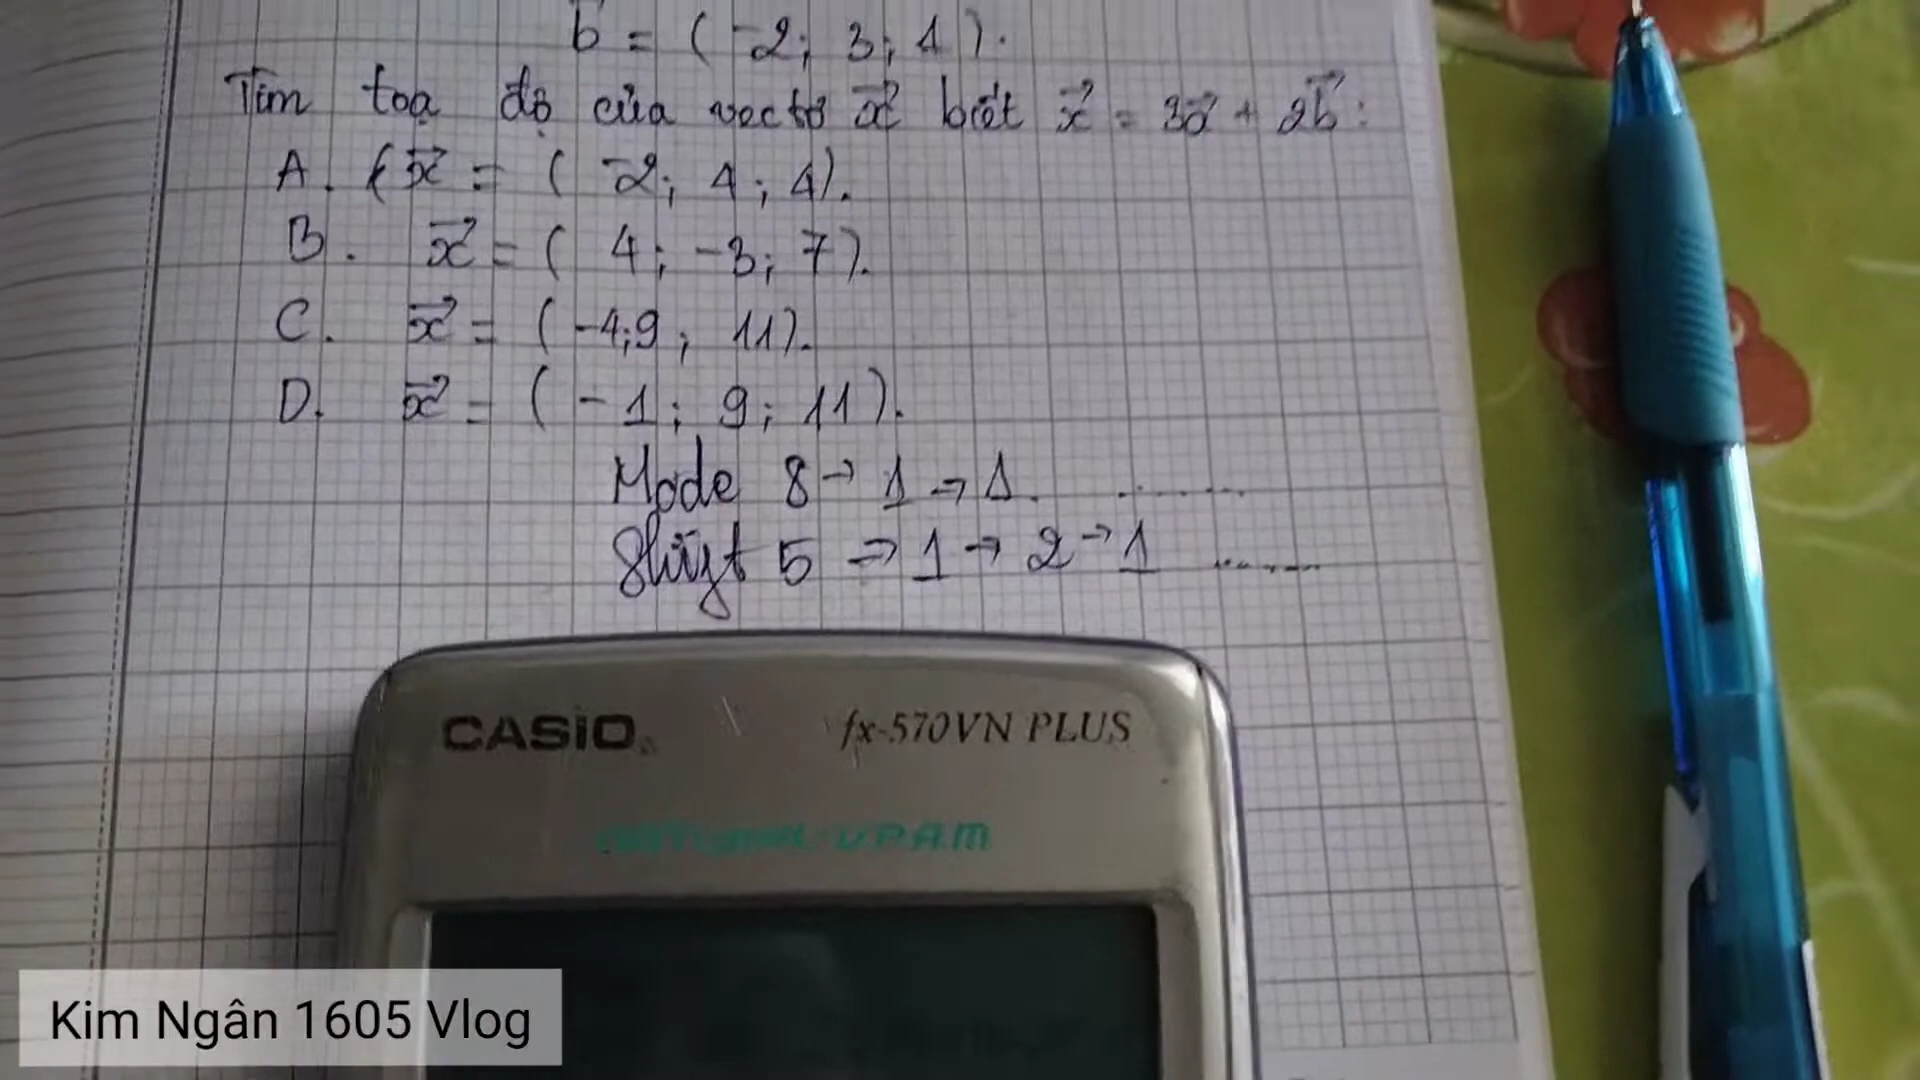 b = (-2; 3; 1).
Tìm toạ độ của vectơ x⃗ biết x⃗ = 3a⃗ + 2b⃗ :
A. x⃗ = ( -2; 4; 4).
B. x⃗ = ( 4; -3; 7).
C. x⃗ = (-4;9; 11).
D. x⃗ = ( -1; 9; 11).
Mode 8 → 1 → 1. ........
Shift 5 → 1 → 2 → 1 ........
CASIO fx-570VN PLUS
V.P.A.M
Kim Ngân 1605 Vlog